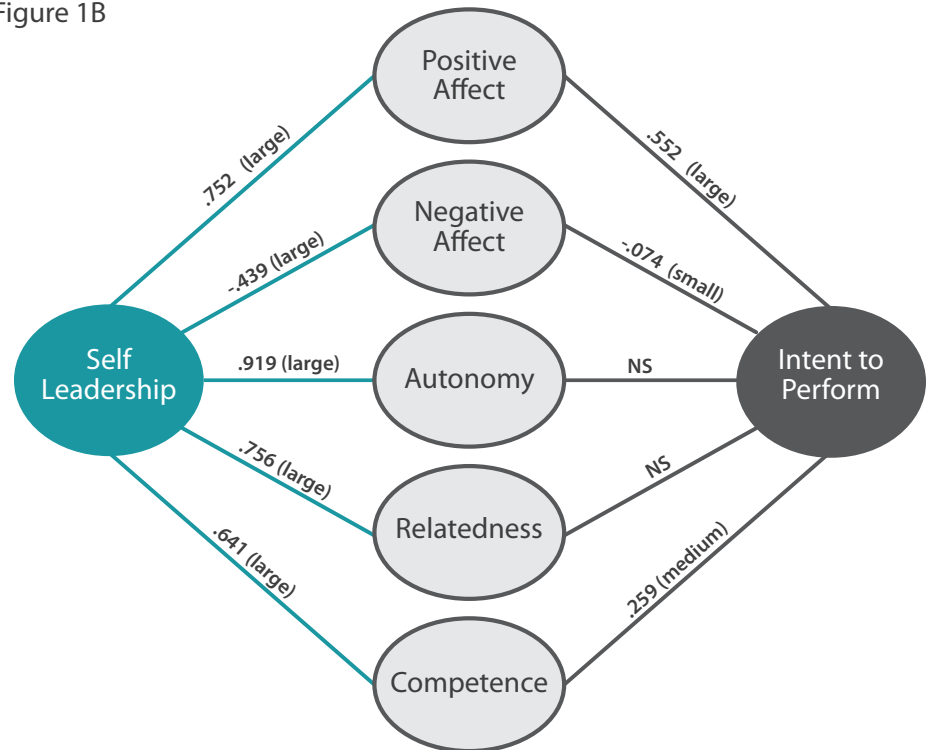 Figure 1B
Positive
Affect
.752 (large)
.552 (large)
Negative
Affect
-.439 (large)
-.074 (small)
Self
Leadership
.919 (large)
Autonomy
NS
Intent to
Perform
.756 (large)
Relatedness
NS
.641 (large)
.259 (medium)
Competence